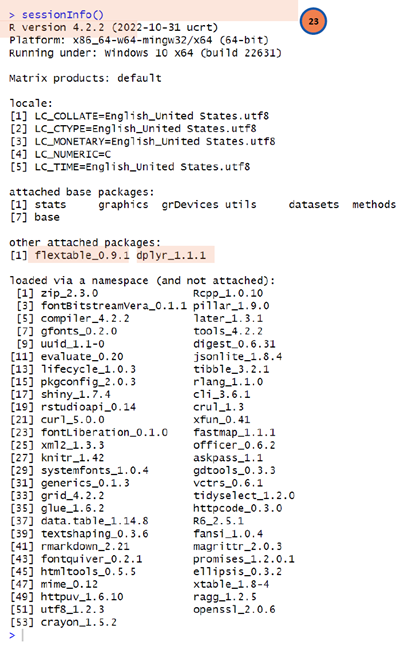 > sessionInfo()
23
R version 4.2.2 (2022-10-31 ucrt)
Platform: x86_64-w64-mingw32/x64 (64-bit)
Running under: Windows 10 x64 (build 22631)
Matrix products: default
locale:
[1] LC_COLLATE=English_United States.utf8
[2] LC_CTYPE=English_United States.utf8
[3] LC_MONETARY=English_United States.utf8
[4] LC_NUMERIC=C
[5] LC_TIME=English_United States.utf8
attached base packages:
[1] stats graphics grDevices utils datasets methods
[7] base
other attached packages:
[1] flextable_0.9.1 dplyr_1.1.1
loaded via a namespace (and not attached):
[1] zip_2.3.0 Rcpp_1.0.10
[3] fontBitstreamVera_0.1.1 pillar_1.9.0
[5] compiler_4.2.2 later_1.3.1
[7] gfonts_0.2.0 tools_4.2.2
[9] uuid_1.1-0 digest_0.6.31
[11] evaluate_0.20 jsonlite_1.8.4
[13] lifecycle_1.0.3 tibble_3.2.1
[15] pkgconfig_2.0.3 rlang_1.1.0
[17] shiny_1.7.4 cli_3.6.1
[19] rstudioapi_0.14 crul_1.3
[21] curl_5.0.0 xfun_0.41
[23] fontLiberation_0.1.0 fastmap_1.1.1
[25] xml2_1.3.3 officer_0.6.2
[27] knitr_1.42 askpass_1.1
[29] systemfonts_1.0.4 gdtools_0.3.3
[31] generics_0.1.3 vctrs_0.6.1
[33] grid_4.2.2 tidyselect_1.2.0
[35] glue_1.6.2 httpcode_0.3.0
[37] data.table_1.14.8 R6_2.5.1
[39] textshaping_0.3.6 fansi_1.0.4
[41] rmarkdown_2.21 magrittr_2.0.3
[43] fontquiver_0.2.1 promises_1.2.0.1
[45] htmltools_0.5.5 ellipsis_0.3.2
[47] mime_0.12 xtable_1.8-4
[49] httpuv_1.6.10 ragg_1.2.5
[51] utf8_1.2.3 openssl_2.0.6
[53] crayon_1.5.2
>